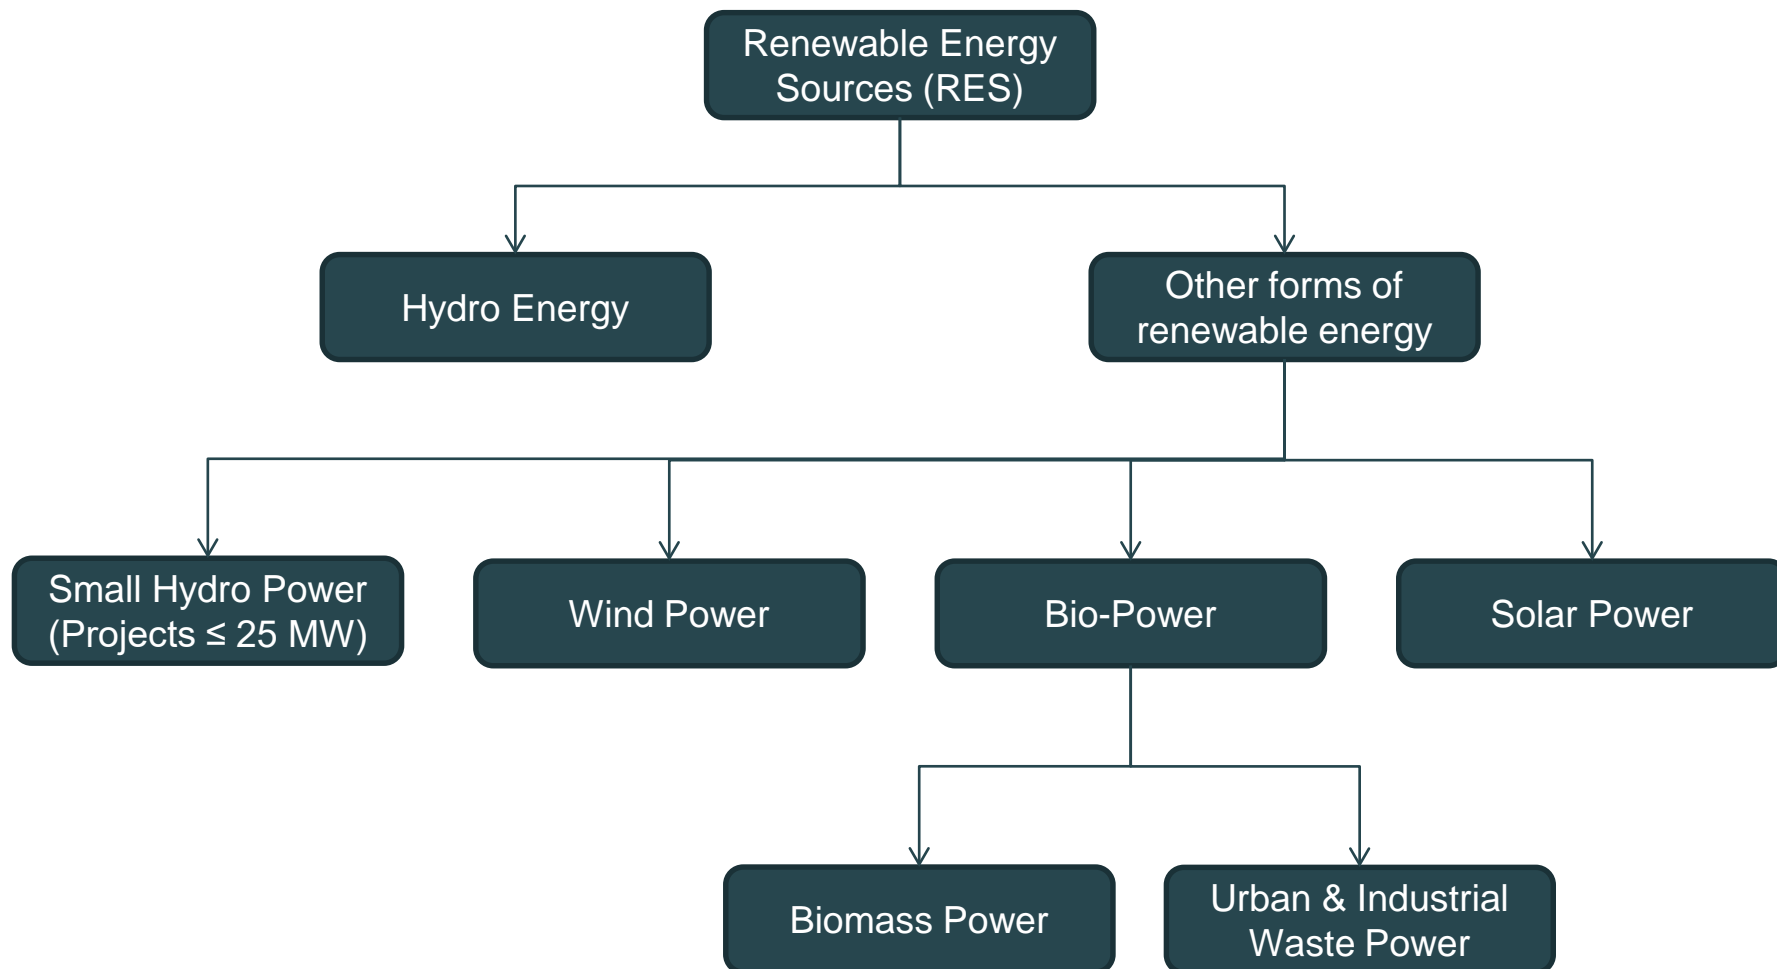 Renewable Energy
Sources (RES)
Hydro Energy
Other forms of
renewable energy
Small Hydro Power
(Projects ≤ 25 MW)
Wind Power
Bio-Power
Solar Power
Biomass Power
Urban & Industrial
Waste Power